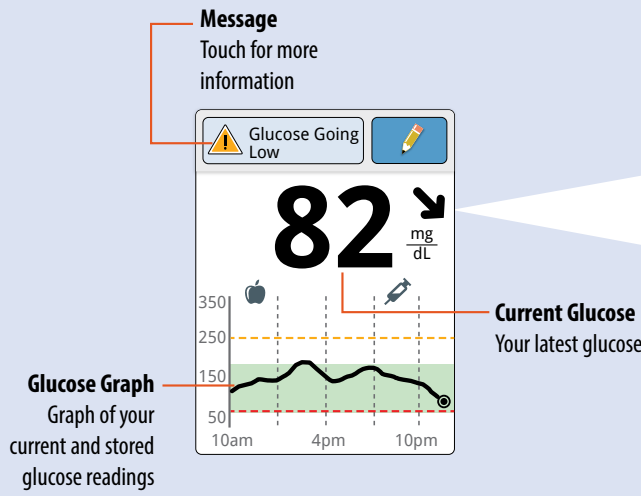 Message
Touch for more
information
Glucose Going
Low
82
mg
dL
Current Glucose
Your latest glucose
350
250
150
50
10am
4pm
10pm
Glucose Graph
Graph of your
current and stored
glucose readings